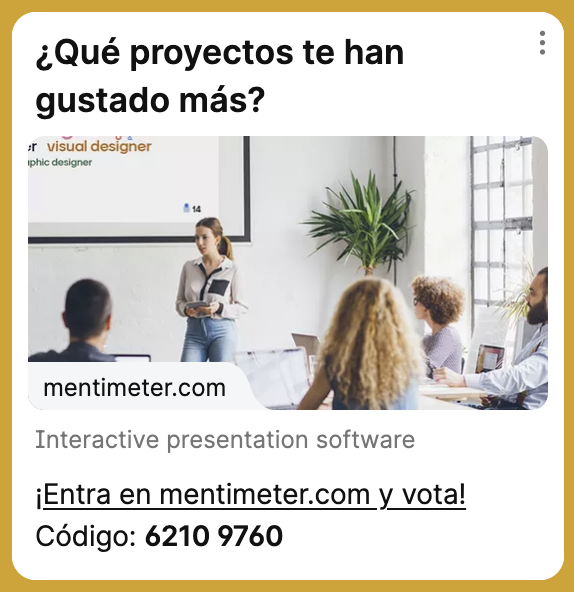 ¿Qué proyectos te han
gustado más?
visual designer
phic designer
14
mentimeter.com
Interactive presentation software
¡Entra en mentimeter.com y vota!
Código: 6210 9760